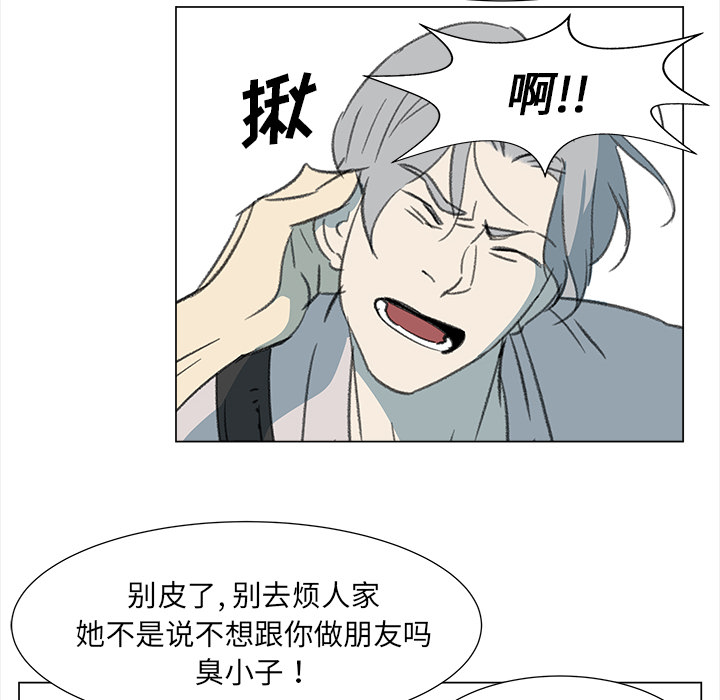 揪
啊!!
别皮了, 别去烦人家
她不是说不想跟你做朋友吗
臭小子！